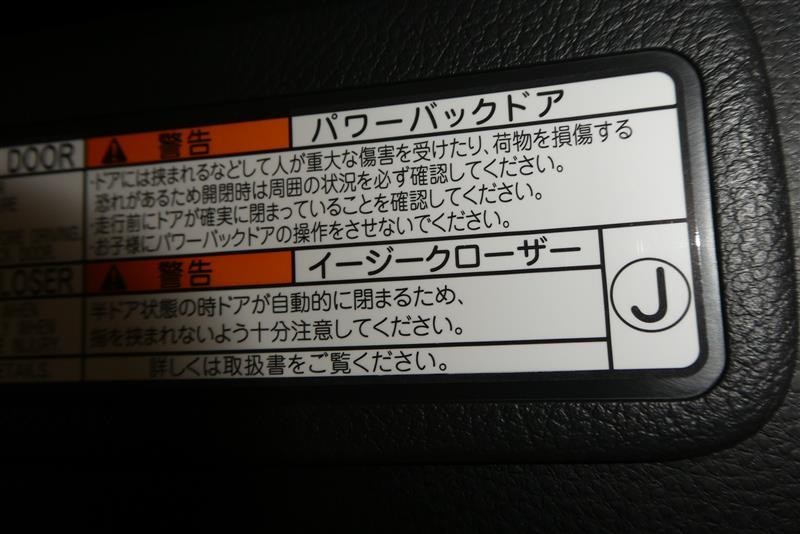 DOOR 警告 パワーバックドア
・ドアには挟まれるなどして人が重大な傷害を受けたり、荷物を損傷する
恐れがあるため開閉時は周囲の状況を必ず確認してください。
・走行前にドアが確実に閉まっていることを確認してください。
・お子様にパワーバックドアの操作をさせないでください。
DRIVING.
CLOSER 警告 イージークローザー
半ドア状態の時ドアが自動的に閉まるため、
指を挟まれないよう十分注意してください。
J
DETAILS. 詳しくは取扱書をご覧ください。